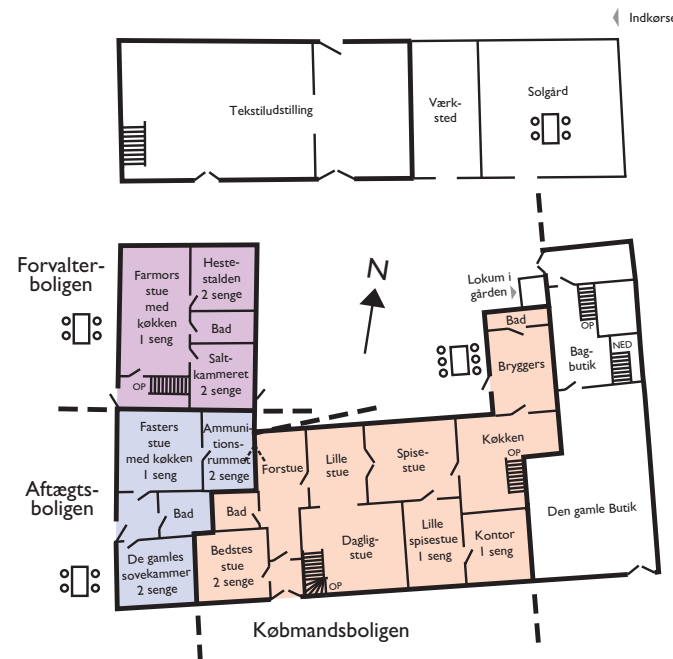 Indkørse
Tekstiludstilling
Værk-
sted
Solgård
Forvalter-
boligen
Farmors
stue
med
køkken
1 seng
Heste-
stalden
2 senge
Bad
Salt-
kammeret
2 senge
OP
N
Lokum i
gården
OP
NED
Bag-
butik
Bad
Bryggers
Aftægts-
boligen
Fasters
stue
med køkken
1 seng
Ammuni-
tions-
rummet
2 senge
Bad
De gamles
sovekammer
2 senge
Forstue
Lille
stue
Spise-
stue
Køkken
OP
Bad
Bedstes
stue
2 senge
Daglig-
stue
OP
Lille
spisestue
1 seng
Kontor
1 seng
Den gamle Butik
Købmandsboligen